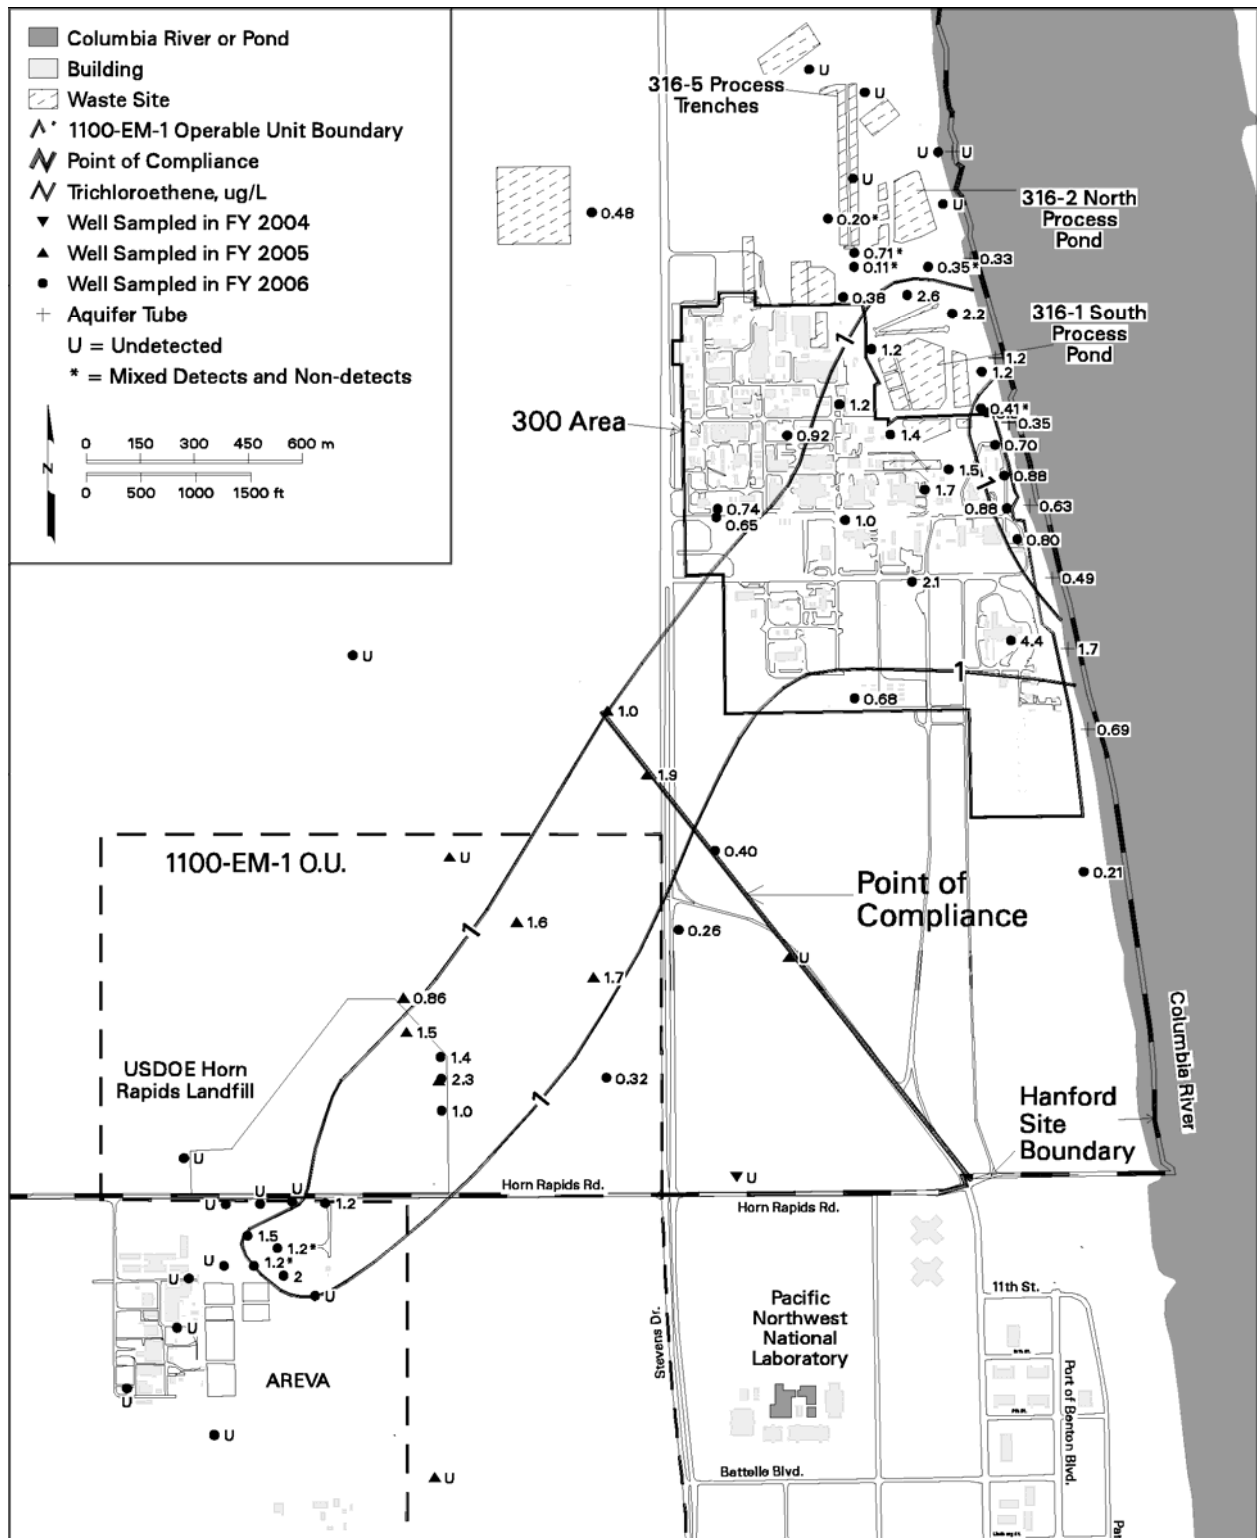 Columbia River or Pond
Building
Waste Site
1100-EM-1 Operable Unit Boundary
Point of Compliance
Trichloroethene, ug/L
Well Sampled in FY 2004
Well Sampled in FY 2005
Well Sampled in FY 2006
Aquifer Tube
U = Undetected
* = Mixed Detects and Non-detects
N
0 150 300 450 600 m
0 500 1000 1500 ft
U
316-5 Process
Trenches
U
U U
U
316-2 North
Process
Pond
U
0.48
0.20*
0.71*
0.11*
0.35*
0.33
0.38
2.6
2.2
316-1 South
Process
Pond
1
1.2
1.2
1.2
1.2
0.41*
0.35
300 Area
0.92
1.4
0.70
1.5
0.88
1
1.7
0.74
0.65
1.0
0.88
0.63
0.80
2.1
0.49
4.4
1.7
U
1
0.68
1.0
0.69
1.9
1100-EM-1 O.U.
U
0.40
0.21
Point of
Compliance
1.6
1
0.26
U
1.7
0.86
1.5
1.4
2.3
1.0
0.32
1
USDOE Horn
Rapids Landfill
Columbia River
Hanford
Site
Boundary
U
U
Horn Rapids Rd.
Horn Rapids Rd.
U
U
U
1.2
1.5
1.2*
1.2*
2
U
U
U
U
U
U
U
AREVA
Stevens Dr.
Pacific
Northwest
National
Laboratory
11th St.
Port of Benton Blvd.
Battelle Blvd.